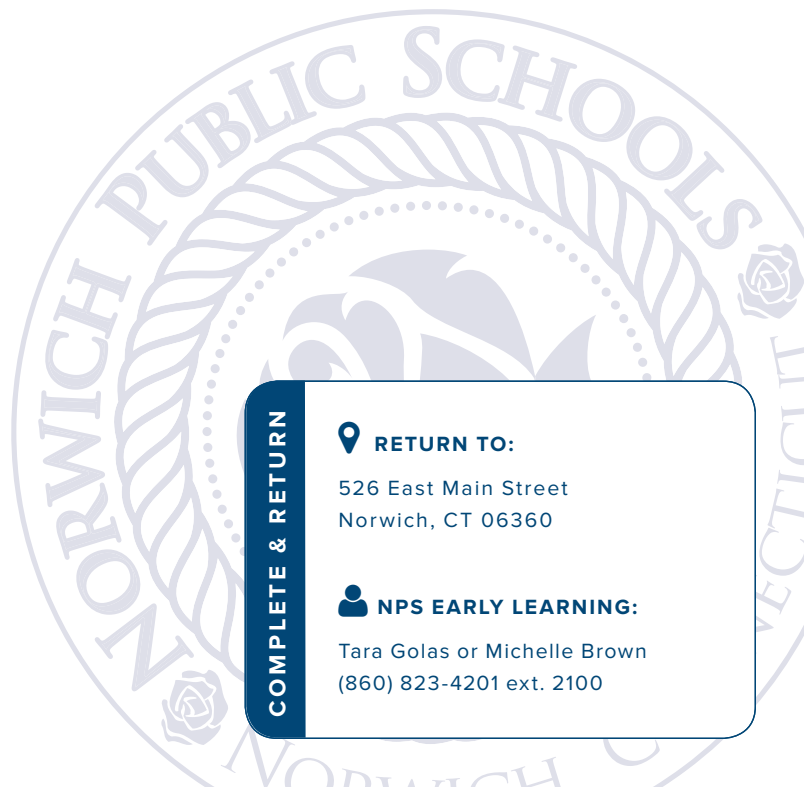 NORWICH PUBLIC SCHOOLS
COMPLETE & RETURN
RETURN TO:
526 East Main Street
Norwich, CT 06360
NPS EARLY LEARNING:
Tara Golas or Michelle Brown
(860) 823-4201 ext. 2100
NORWICH